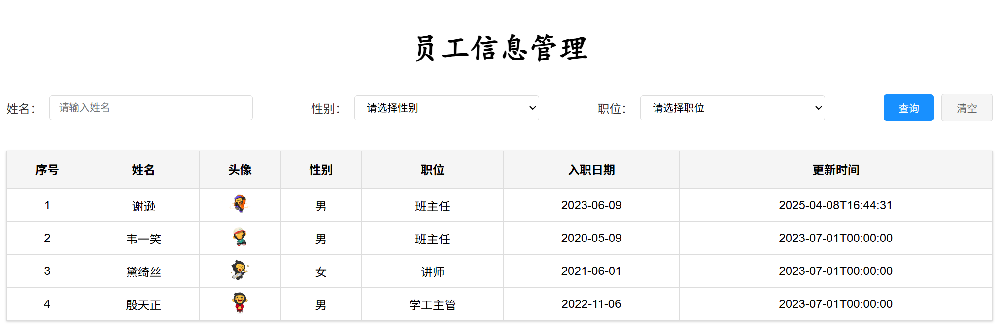 员工信息管理
姓名： 请输入姓名 性别： 请选择性别 职位： 请选择职位 查询 清空
序号 姓名 头像 性别 职位 入职日期 更新时间
1 谢逊 男 班主任 2023-06-09 2025-04-08T16:44:31
2 韦一笑 男 班主任 2020-05-09 2023-07-01T00:00:00
3 黛绮丝 女 讲师 2021-06-01 2023-07-01T00:00:00
4 殷天正 男 学工主管 2022-11-06 2023-07-01T00:00:00